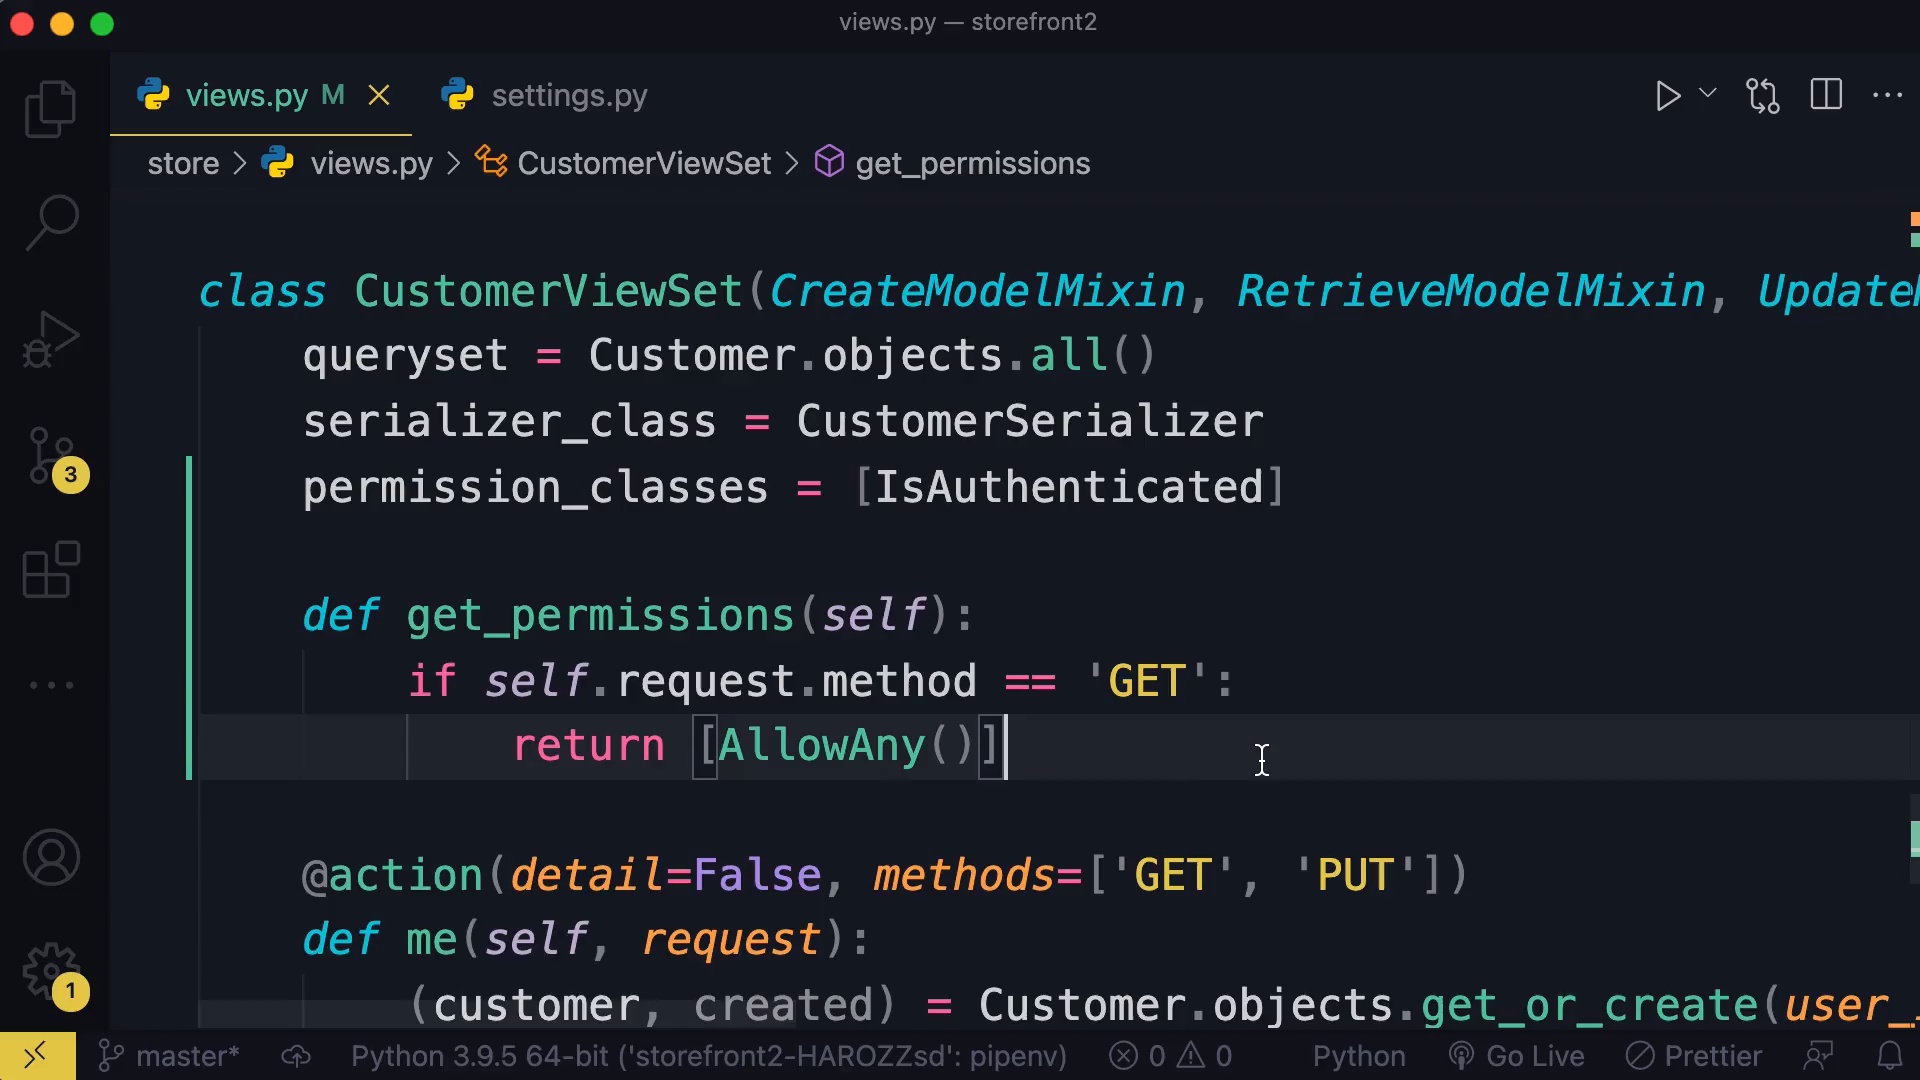 views.py — storefront2
views.py M
settings.py
store > views.py > CustomerViewSet > get_permissions
class CustomerViewSet(CreateModelMixin, RetrieveModelMixin, Update
queryset = Customer.objects.all()
serializer_class = CustomerSerializer
permission_classes = [IsAuthenticated]
def get_permissions(self):
if self.request.method == 'GET':
return [AllowAny()]
@action(detail=False, methods=['GET', 'PUT'])
def me(self, request):
(customer, created) = Customer.objects.get_or_create(user_
3
1
master* Python 3.9.5 64-bit ('storefront2-HAROZZsd': pipenv) 0 0 Python Go Live Prettier